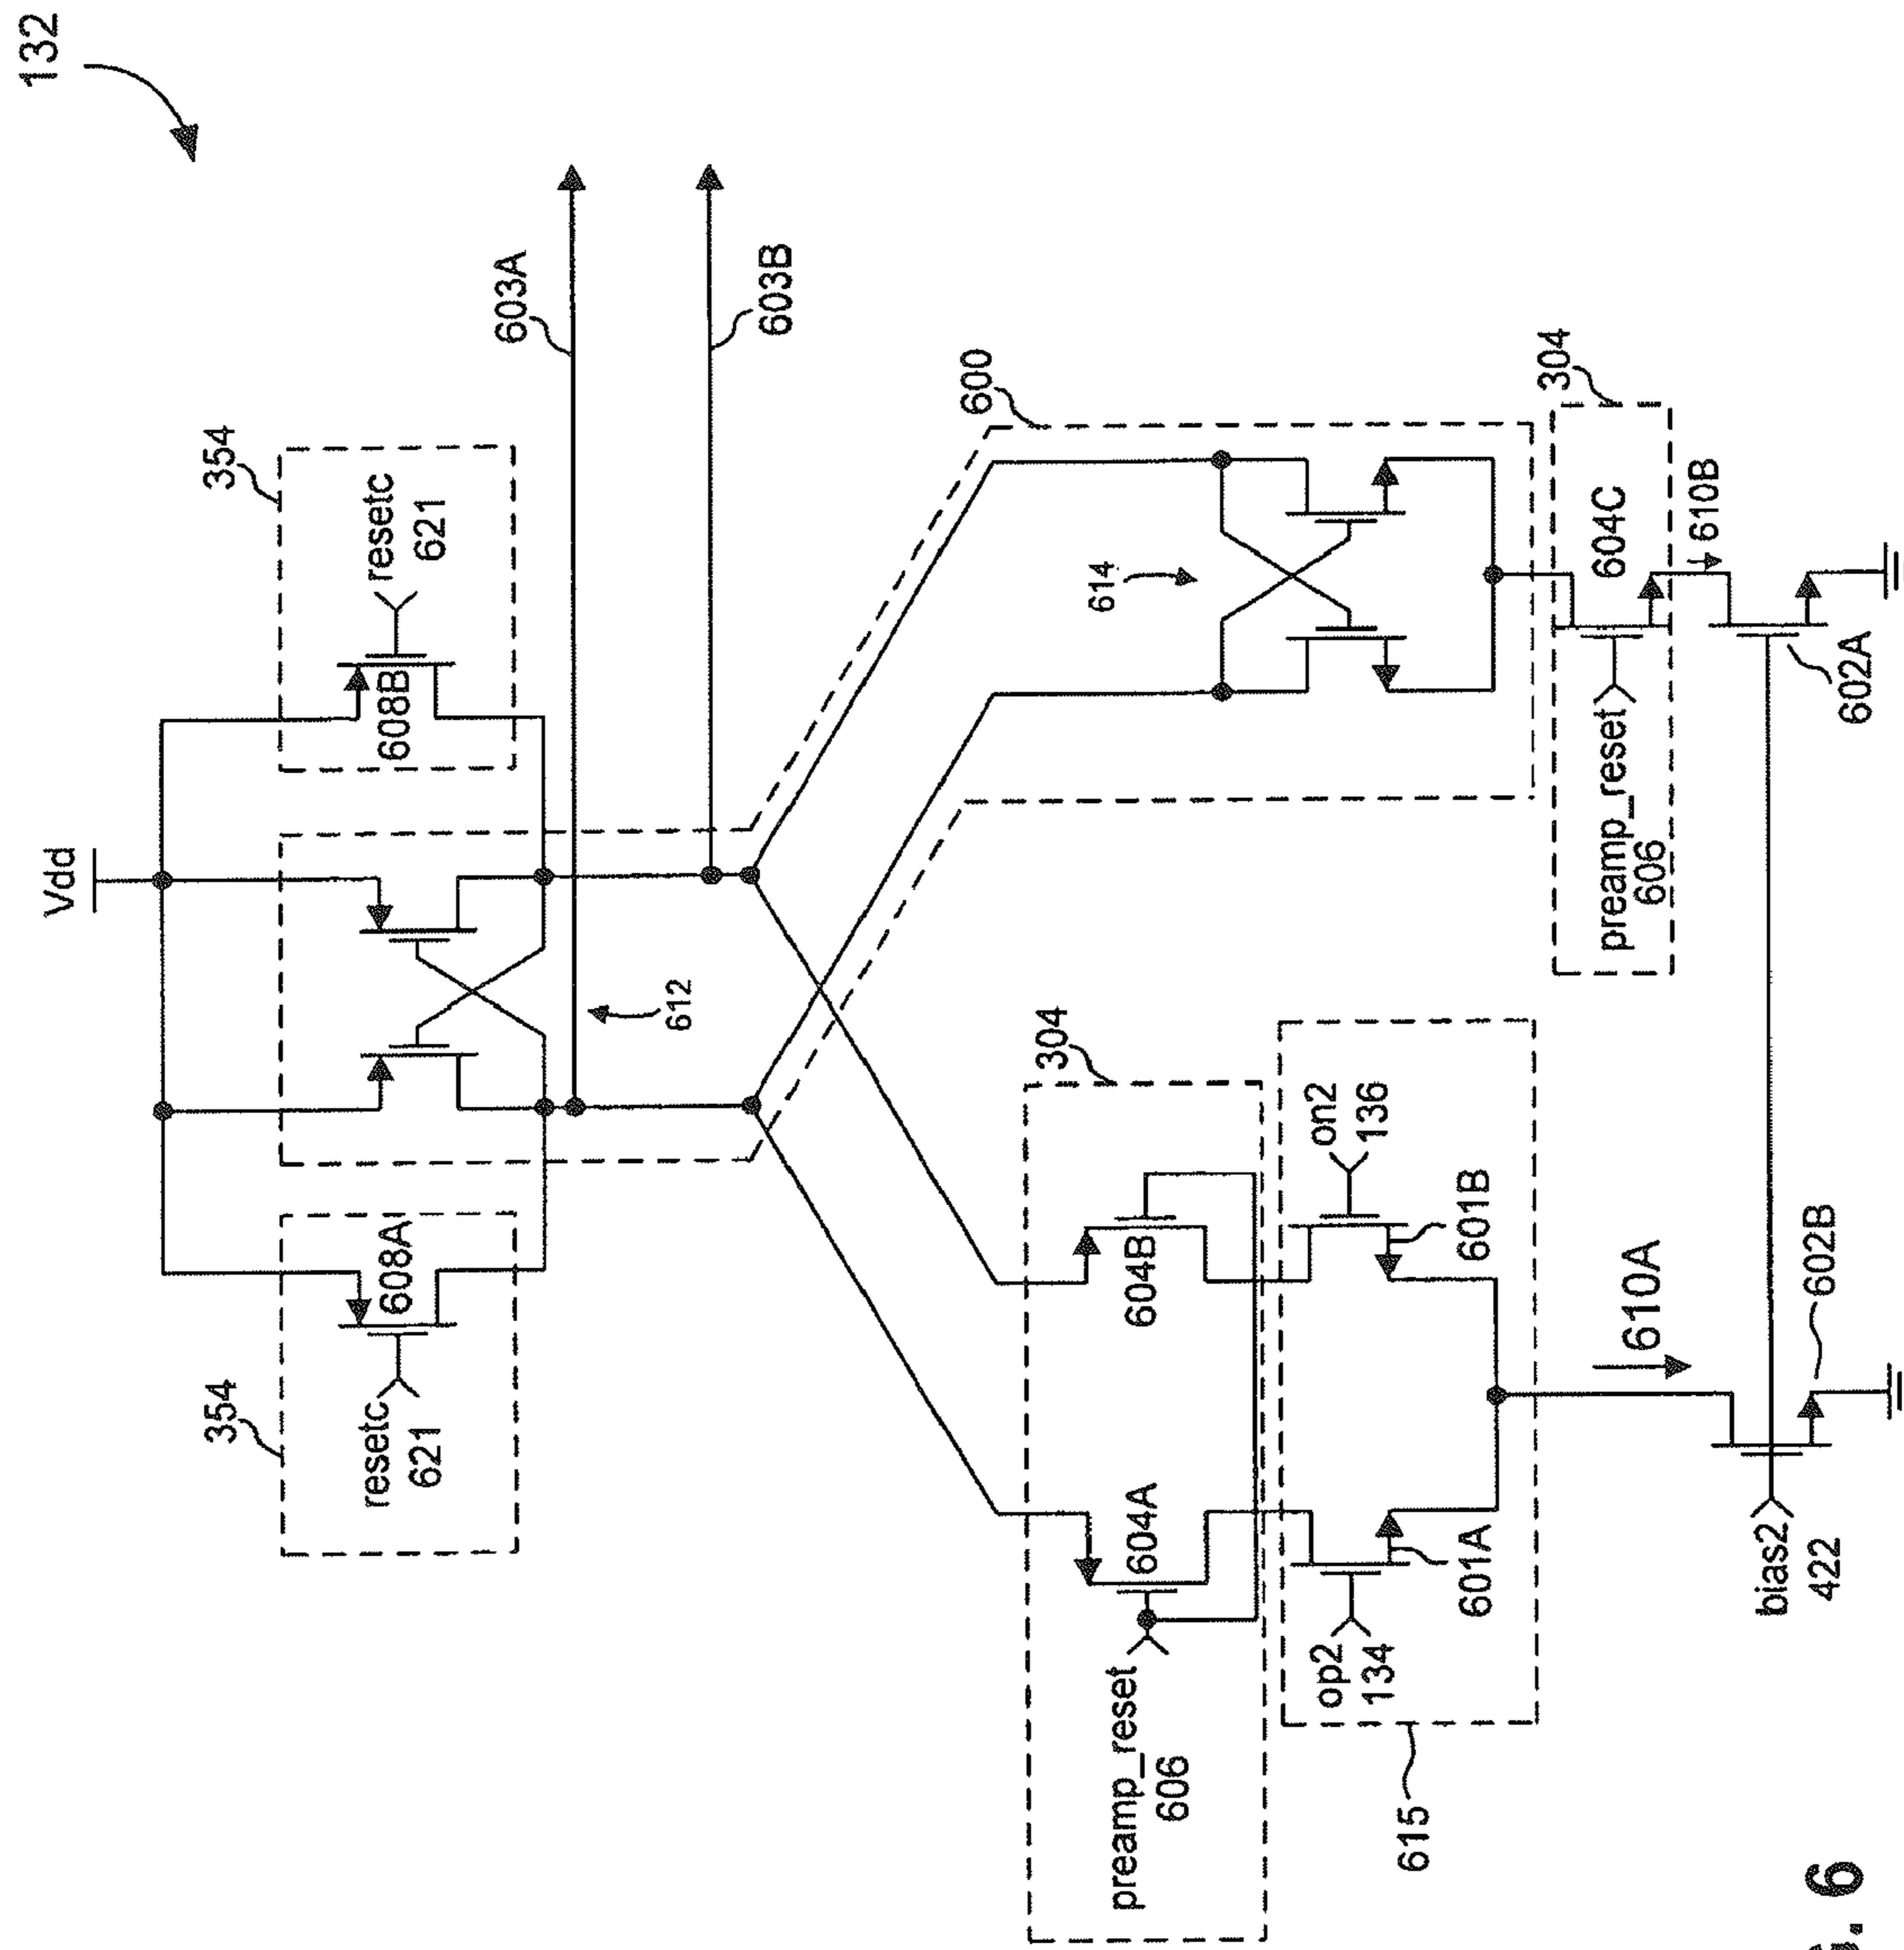 132
Vdd
354
resetc
621
608A
354
resetc
621
608B
612
603A
603B
600
614
304
preamp_reset
606
604A
604B
op2
134
601A
on2
136
601B
615
610A
304
preamp_reset
606
604C
610B
602A
bias2
422
602B
6